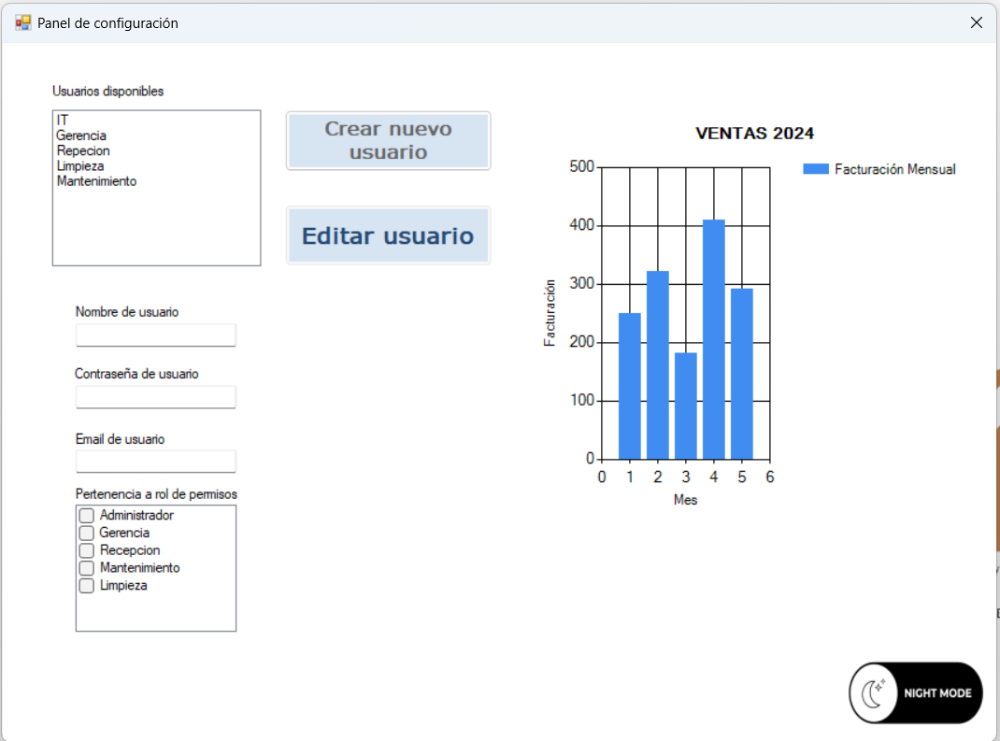 Panel de configuración
Usuarios disponibles
IT
Gerencia
Repecion
Limpieza
Mantenimiento
Crear nuevo
usuario
Editar usuario
Nombre de usuario
Contraseña de usuario
Email de usuario
Pertenencia a rol de permisos
Administrador
Gerencia
Recepcion
Mantenimiento
Limpieza
VENTAS 2024
Facturación Mensual
Facturación
500
400
300
200
100
0
0 1 2 3 4 5 6
Mes
NIGHT MODE